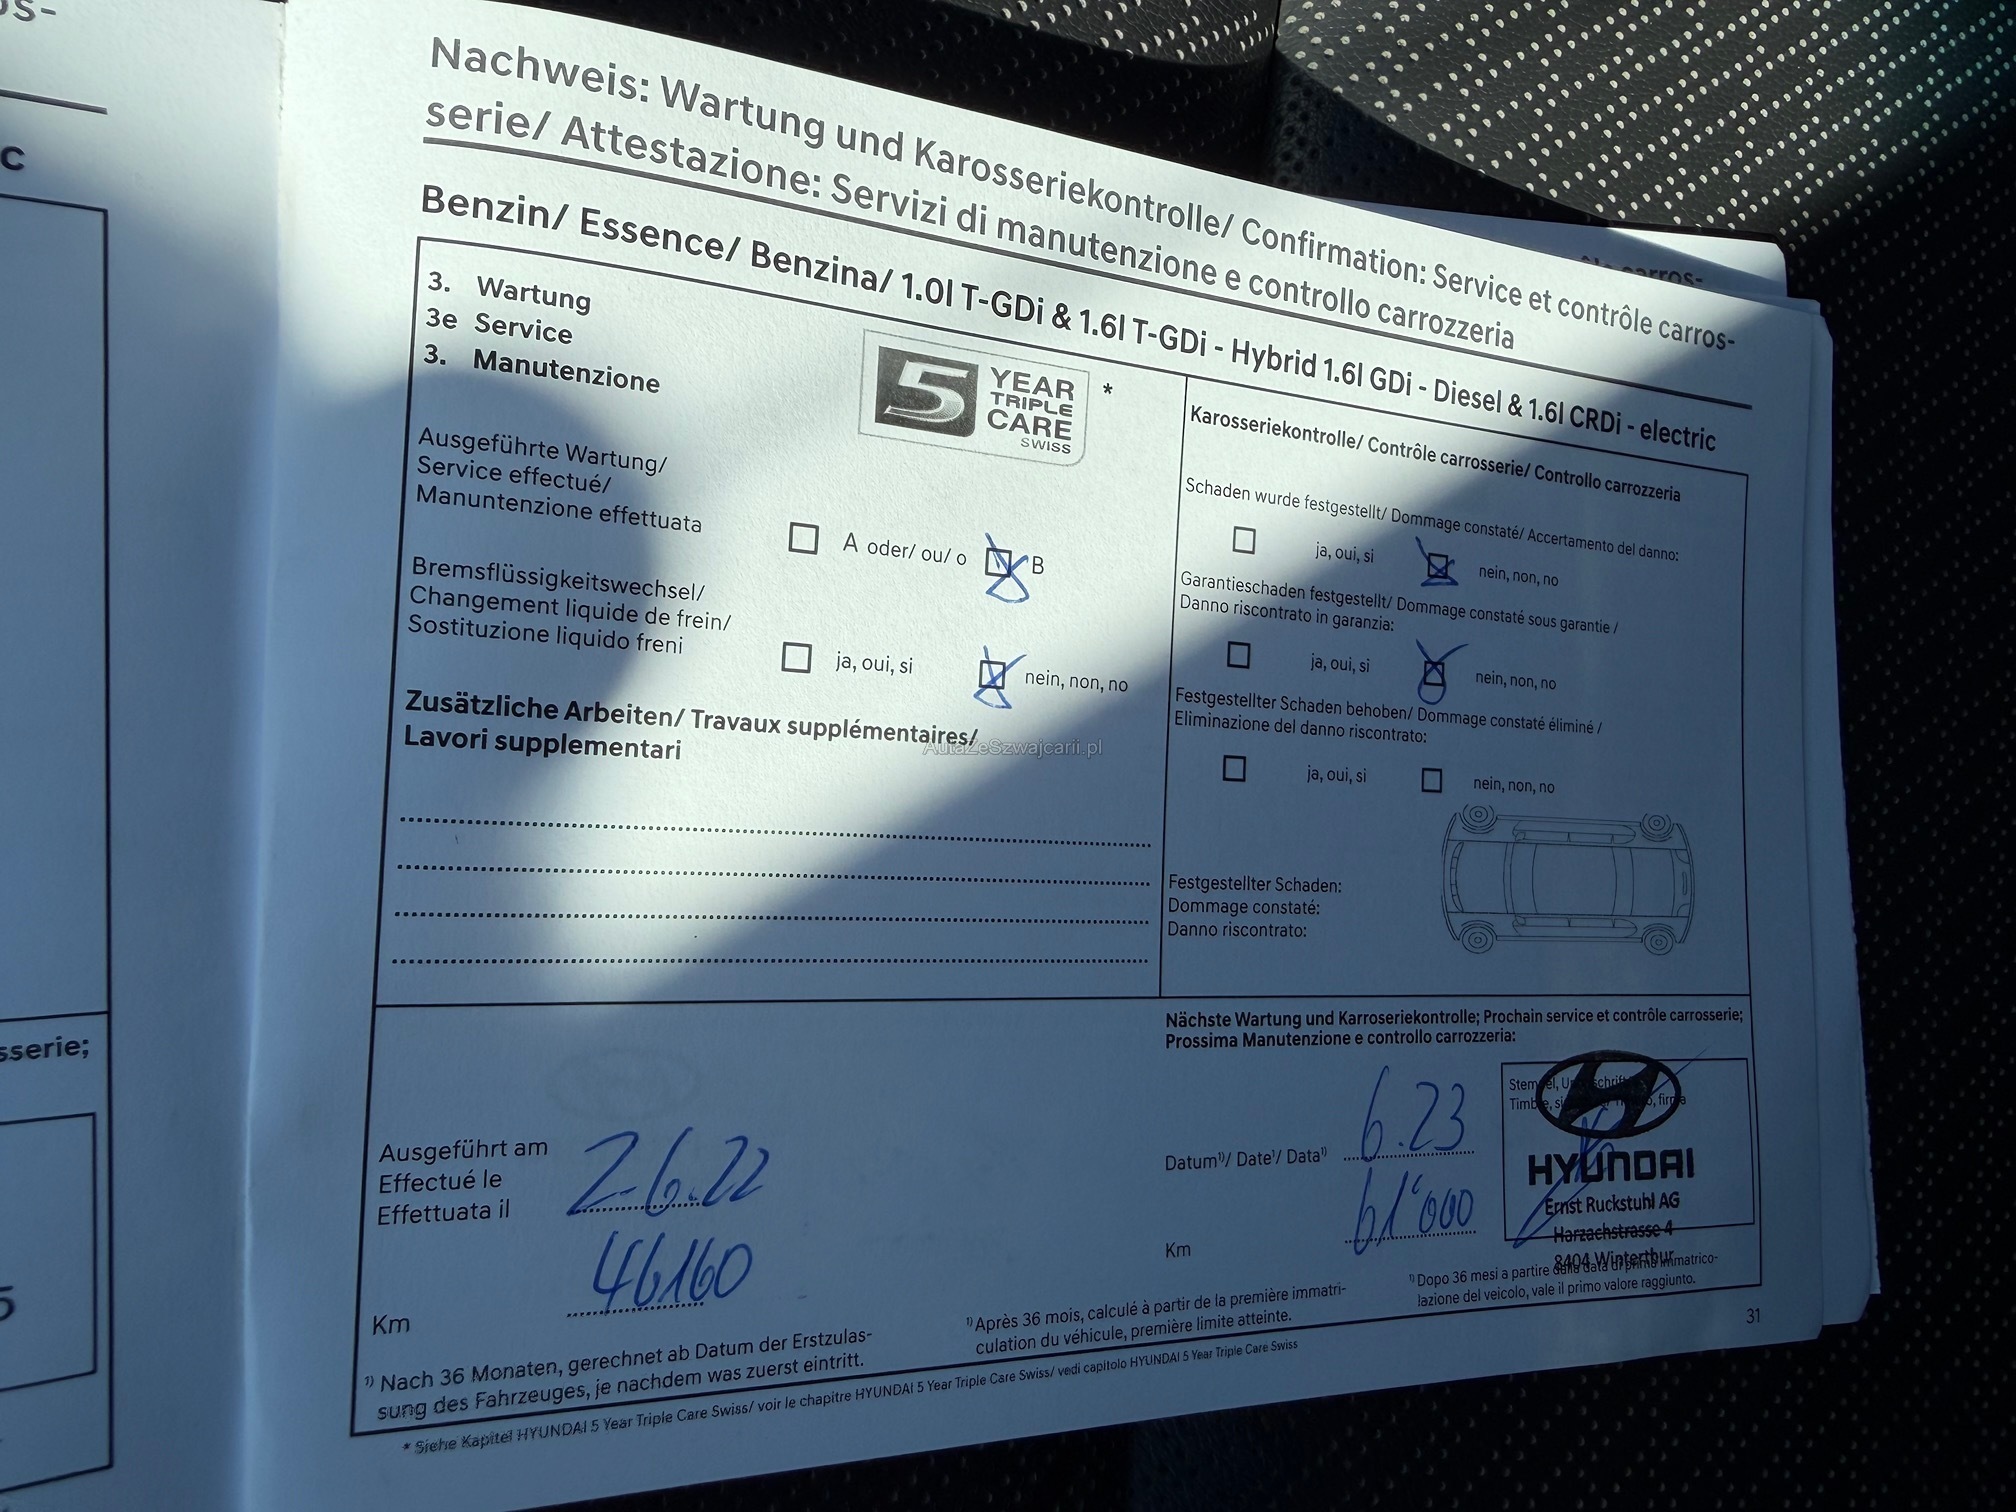 os-
c
sserie;
5
Nachweis: Wartung und Karosseriekontrolle/ Confirmation: Service et contrôle carros-
serie/ Attestazione: Servizi di manutenzione e controllo carrozzeria
Benzin/ Essence/ Benzina/ 1.0l T-GDi & 1.6l T-GDi - Hybrid 1.6l GDi - Diesel & 1.6l CRDi - electric
3. Wartung
3e Service
3. Manutenzione
5 YEAR
TRIPLE
CARE
SWISS
*
Ausgeführte Wartung/
Service effectué/
Manuntenzione effettuata
A oder/ ou/ o
B
Bremsflüssigkeitswechsel/
Changement liquide de frein/
Sostituzione liquido freni
ja, oui, si
nein, non, no
Zusätzliche Arbeiten/ Travaux supplémentaires/
Lavori supplementari
AutaZeSzwajcarii.pl
Karosseriekontrolle/ Contrôle carrosserie/ Controllo carrozzeria
Schaden wurde festgestellt/ Dommage constaté/ Accertamento del danno:
ja, oui, si
nein, non, no
Garantieschaden festgestellt/ Dommage constaté sous garantie /
Danno riscontrato in garanzia:
ja, oui, si
nein, non, no
Festgestellter Schaden behoben/ Dommage constaté éliminé /
Eliminazione del danno riscontrato:
ja, oui, si
nein, non, no
Festgestellter Schaden:
Dommage constaté:
Danno riscontrato:
Ausgeführt am
Effectué le
Effettuata il
2.6.22
Km
46160
Nächste Wartung und Karroseriekontrolle; Prochain service et contrôle carrosserie;
Prossima Manutenzione e controllo carrozzeria:
Datum¹⁾/ Date¹/ Data¹⁾
6.23
Km
61'000
HYUNDAI
Ernst Ruckstuhl AG
Harzachstrasse 4
8404 Winterthur
¹⁾ Nach 36 Monaten, gerechnet ab Datum der Erstzulas-
sung des Fahrzeuges, je nachdem was zuerst eintritt.
¹⁾ Après 36 mois, calculé à partir de la première immatri-
culation du véhicule, première limite atteinte.
¹⁾ Dopo 36 mesi a partire dalla data di prima immatrico-
lazione del veicolo, vale il primo valore raggiunto.
* Siehe Kapitel HYUNDAI 5 Year Triple Care Swiss/ voir le chapitre HYUNDAI 5 Year Triple Care Swiss/ vedi capitolo HYUNDAI 5 Year Triple Care Swiss
31